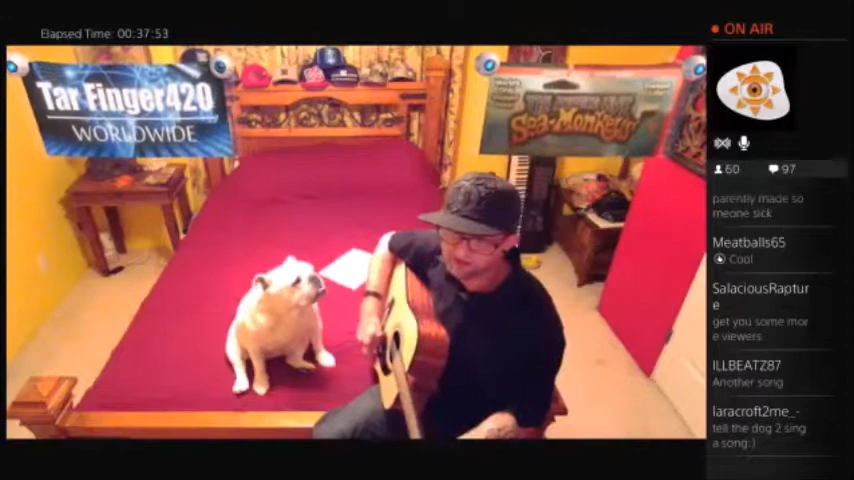 Elapsed Time: 00:37:53
ON AIR
Tar Finger420
WORLDWIDE
Sea-Monkeys
60 97
parently made so
meone sick
Meatballs65
Cool
SalaciousRaptur
e
get you some mor
e viewers
ILLBEATZ87
Another song
laracroft2me_-
tell the dog 2 sing
a song:)